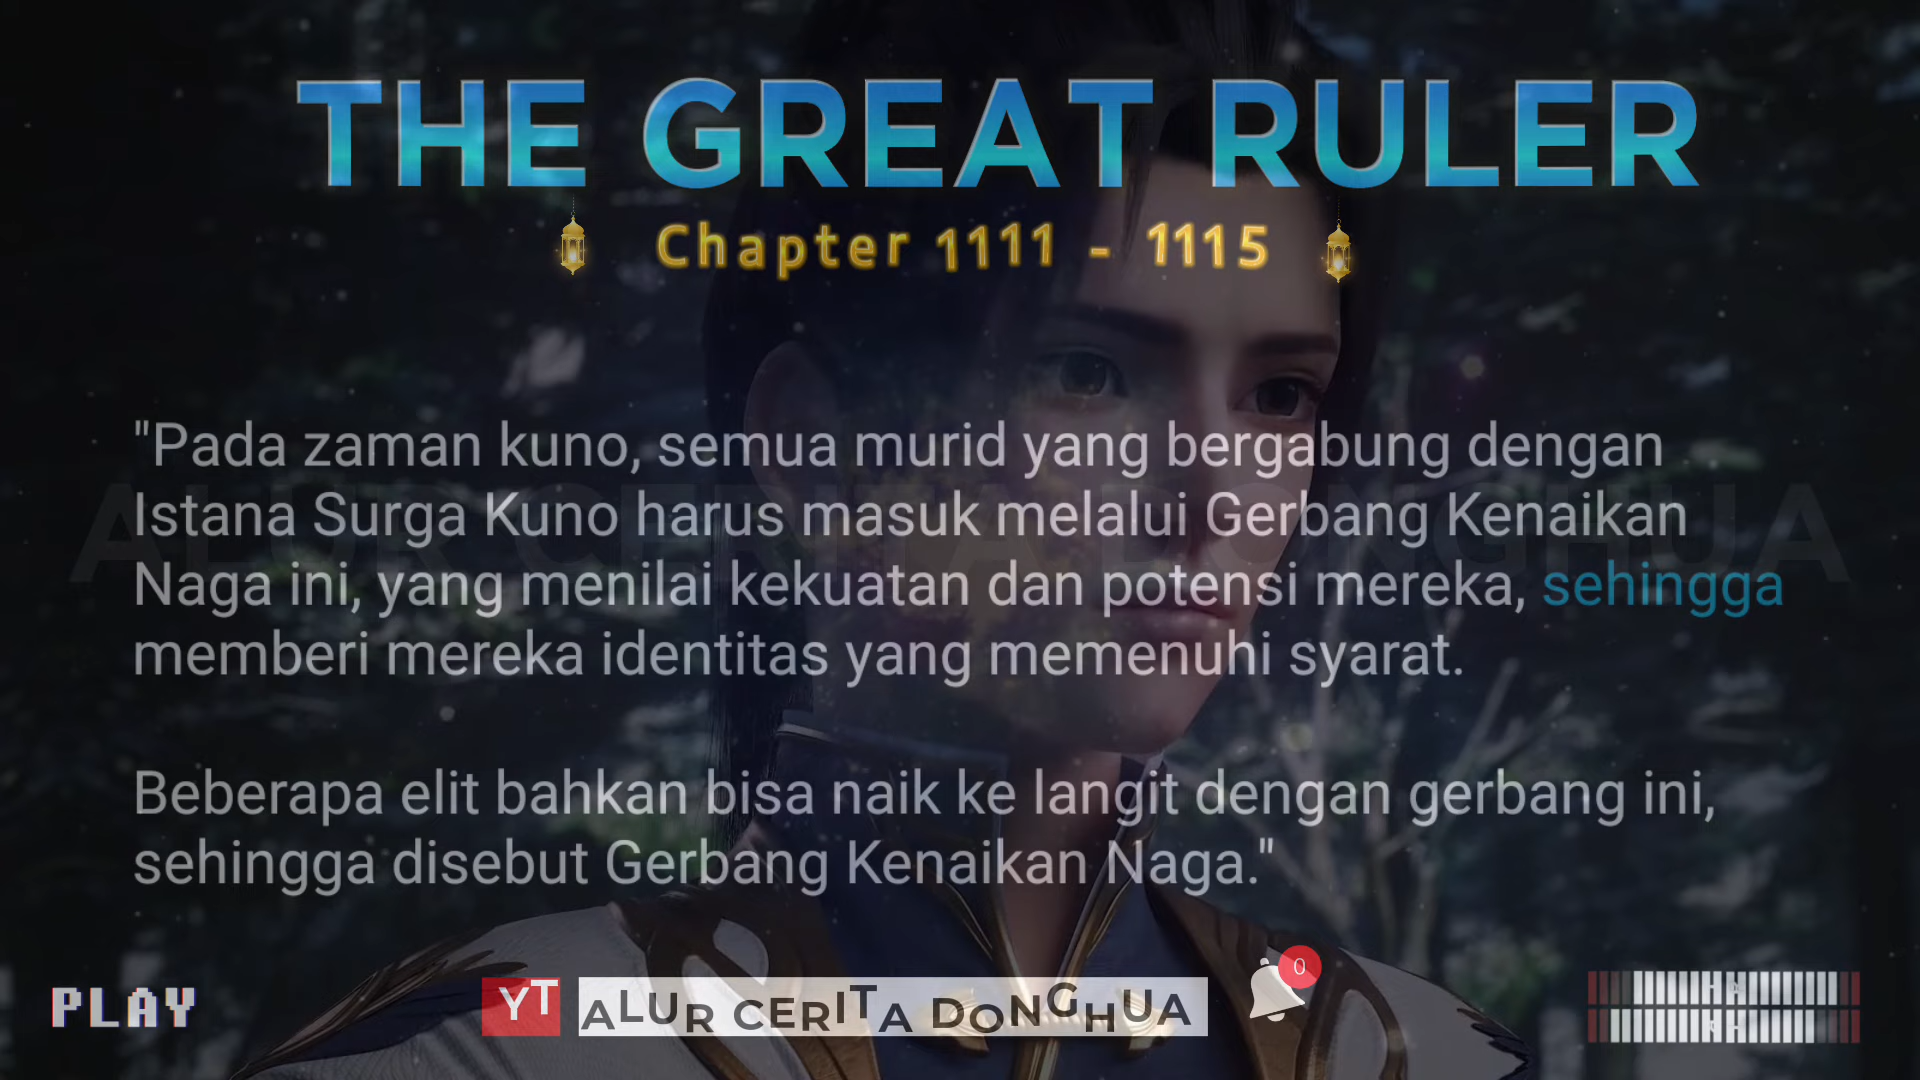 THE GREAT RULER
Chapter 1111 - 1115
"Pada zaman kuno, semua murid yang bergabung dengan
Istana Surga Kuno harus masuk melalui Gerbang Kenaikan
ALUR CERITA DONGHUA
Naga ini, yang menilai kekuatan dan potensi mereka, sehingga
memberi mereka identitas yang memenuhi syarat.
Beberapa elit bahkan bisa naik ke langit dengan gerbang ini,
sehingga disebut Gerbang Kenaikan Naga."
PLAY
YT ALUR CERITA DONGHUA
0